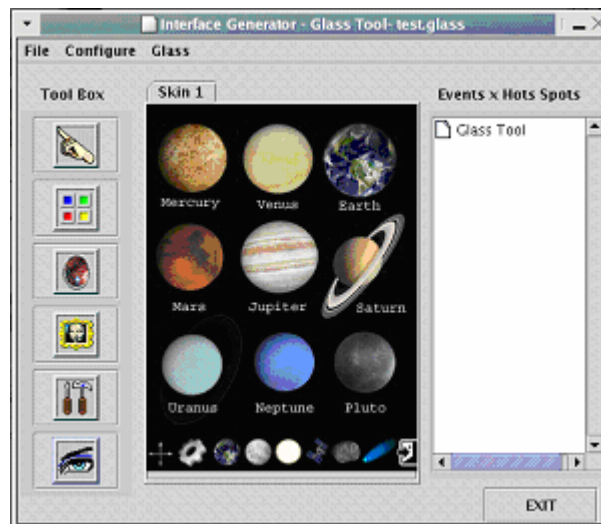 Interface Generator - Glass Tool- test.glass
File Configure Glass
Tool Box
Skin 1
Events x Hots Spots
Glass Tool
Mercury Venus Earth
Mars Jupiter Saturn
Uranus Neptune Pluto
EXIT